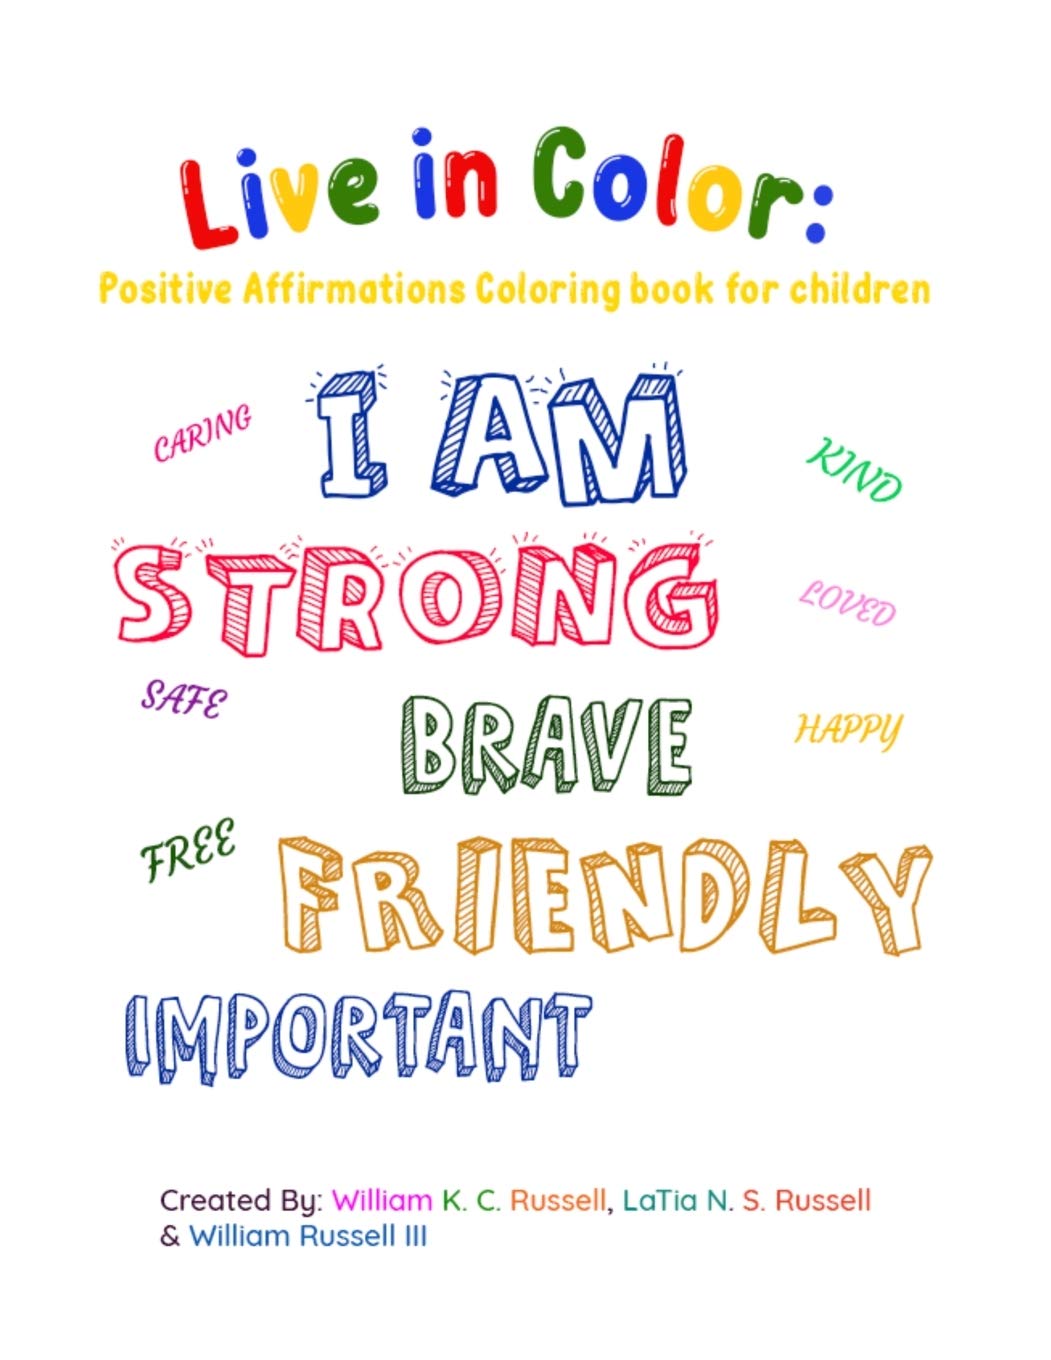 Live in Color:
Positive Affirmations Coloring book for children
I AM
CARING
KIND
STRONG
LOVED
SAFE
BRAVE
HAPPY
FREE
FRIENDLY
IMPORTANT
Created By: William K. C. Russell, LaTia N. S. Russell
& William Russell III